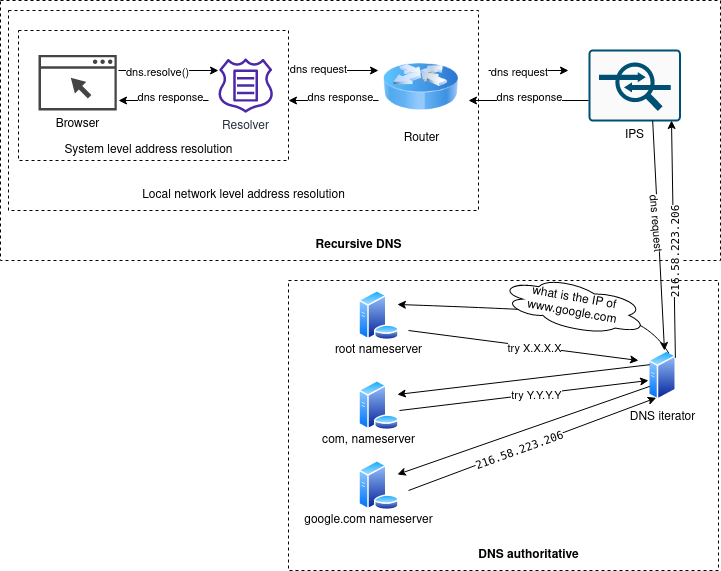 dns.resolve()
dns request
dns request
dns response
dns response
dns response
Browser
Resolver
Router
IPS
System level address resolution
Local network level address resolution
Recursive DNS
dns request
216.58.223.206
what is the IP of
www.google.com
root nameserver
try X.X.X.X
try Y.Y.Y.Y
DNS iterator
com, nameserver
216.58.223.206
google.com nameserver
DNS authoritative